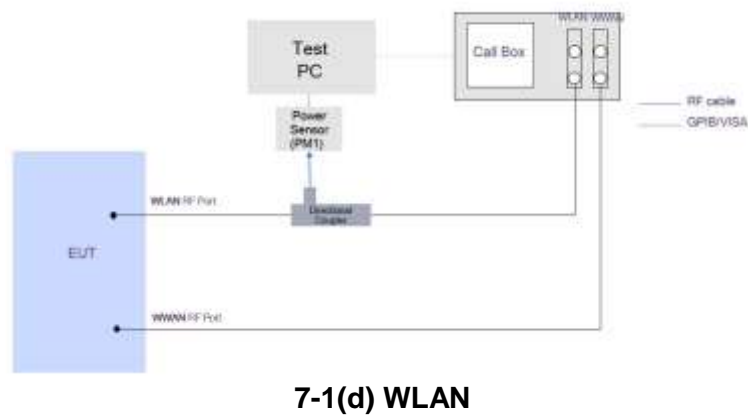 WLAN WWAN
Test
PC
Call Box
Power
Sensor
(PM1)
RF cable
GPIB/VISA
WLAN RF Port
Directional
Coupler
EUT
WWAN RF Port
7-1(d) WLAN